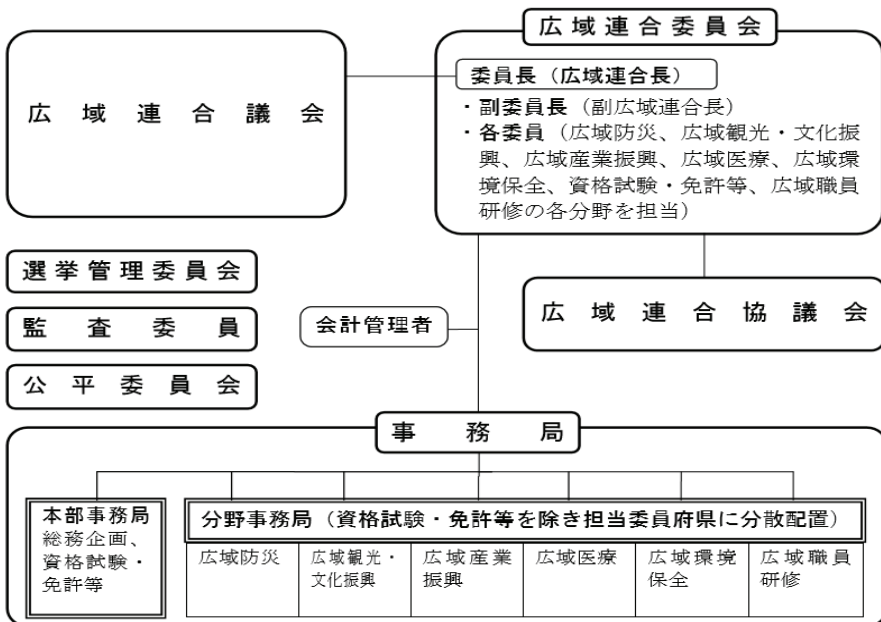 広域連合委員会
広域連合議会
委員長（広域連合長）
・副委員長（副広域連合長）
・各委員（広域防災、広域観光・文化振
興、広域産業振興、広域医療、広域環
境保全、資格試験・免許等、広域職員
研修の各分野を担当）
選挙管理委員会
監査委員
公平委員会
会計管理者
広域連合協議会
事務局
本部事務局
総務企画、
資格試験・
免許等
分野事務局（資格試験・免許等を除き担当委員府県に分散配置）
広域防災
広域観光・
文化振興
広域産業
振興
広域医療
広域環境
保全
広域職員
研修